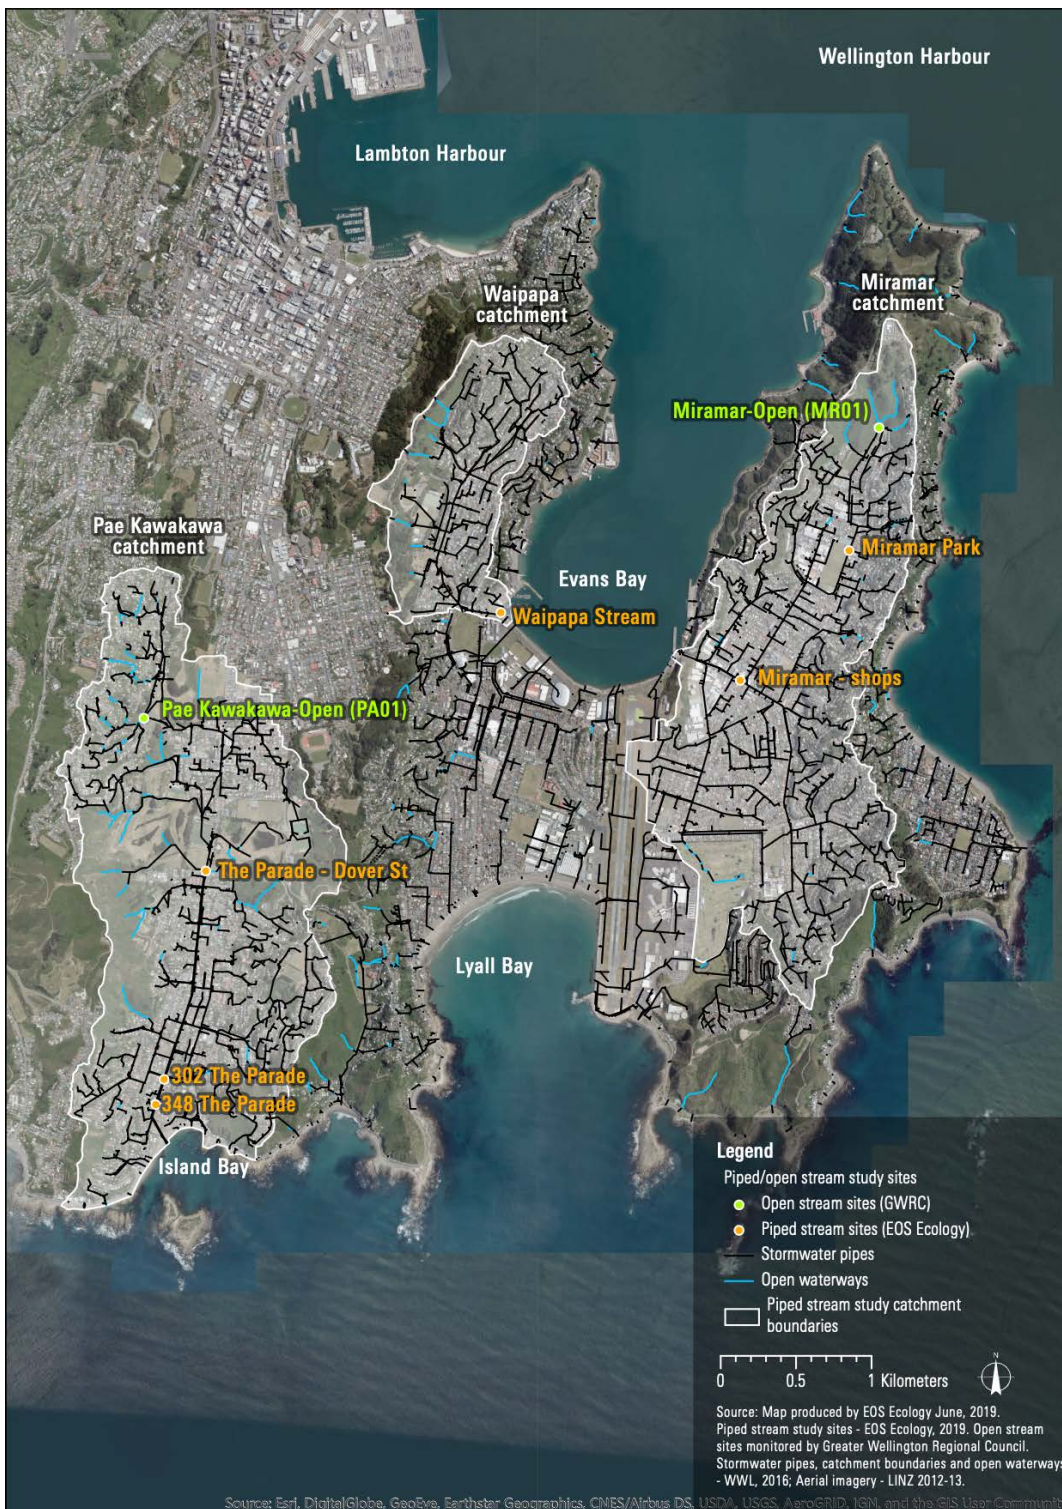 Wellington Harbour
Lambton Harbour
Waipapa
catchment
Miramar
catchment
Miramar-Open (MR01)
Pae Kawakawa
catchment
Miramar Park
Evans Bay
Waipapa Stream
Miramar - shops
Pae Kawakawa-Open (PA01)
The Parade - Dover St
Lyall Bay
302 The Parade
348 The Parade
Island Bay
Legend
Piped/open stream study sites
Open stream sites (GWRC)
Piped stream sites (EOS Ecology)
Stormwater pipes
Open waterways
Piped stream study catchment
boundaries
N
0 0.5 1 Kilometers
Source: Map produced by EOS Ecology June, 2019.
Piped stream study sites - EOS Ecology, 2019. Open stream
sites monitored by Greater Wellington Regional Council.
Stormwater pipes, catchment boundaries and open waterways
- WWL, 2016; Aerial imagery - LINZ 2012-13.
Source: Esri, DigitalGlobe, GeoEye, Earthstar Geographics, CNES/Airbus DS, USDA, USGS, AeroGRID, IGN, and the GIS User